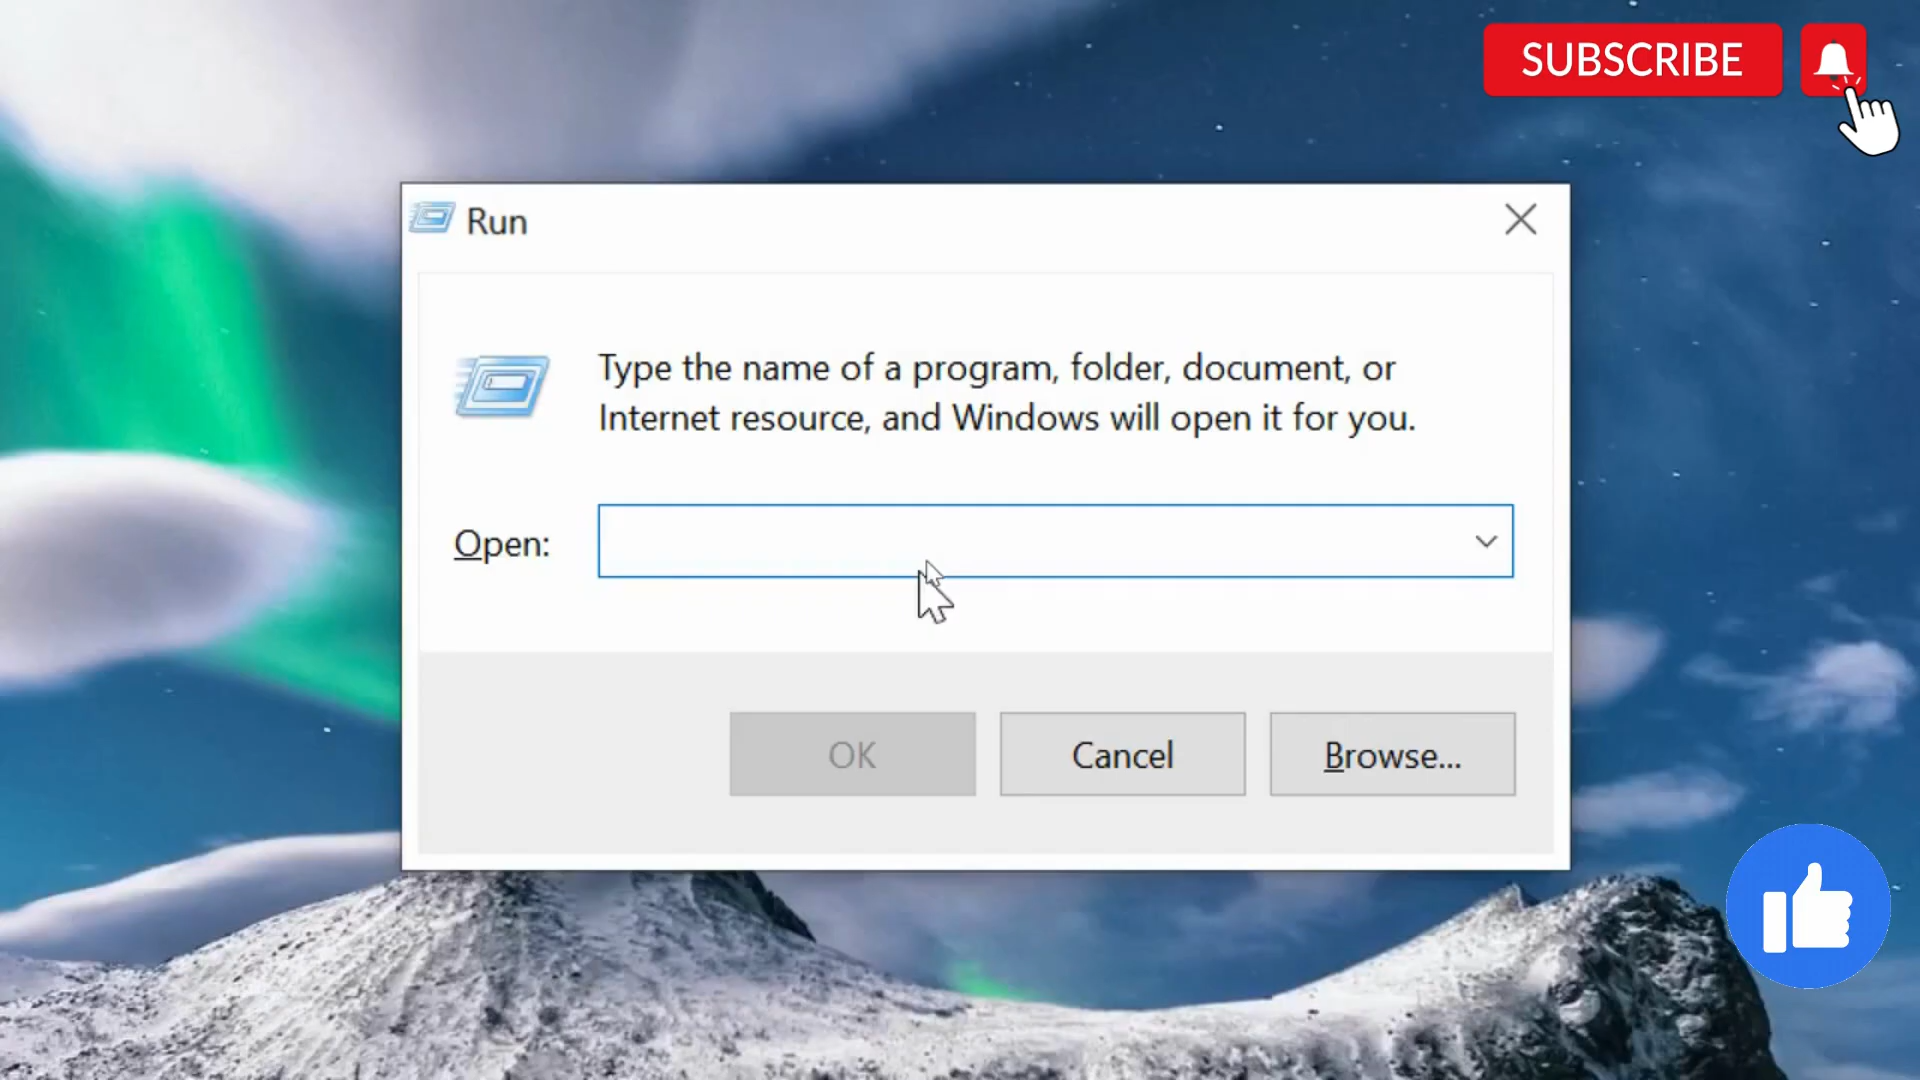 SUBSCRIBE
Run
Type the name of a program, folder, document, or
Internet resource, and Windows will open it for you.
Open:
OK
Cancel
Browse...